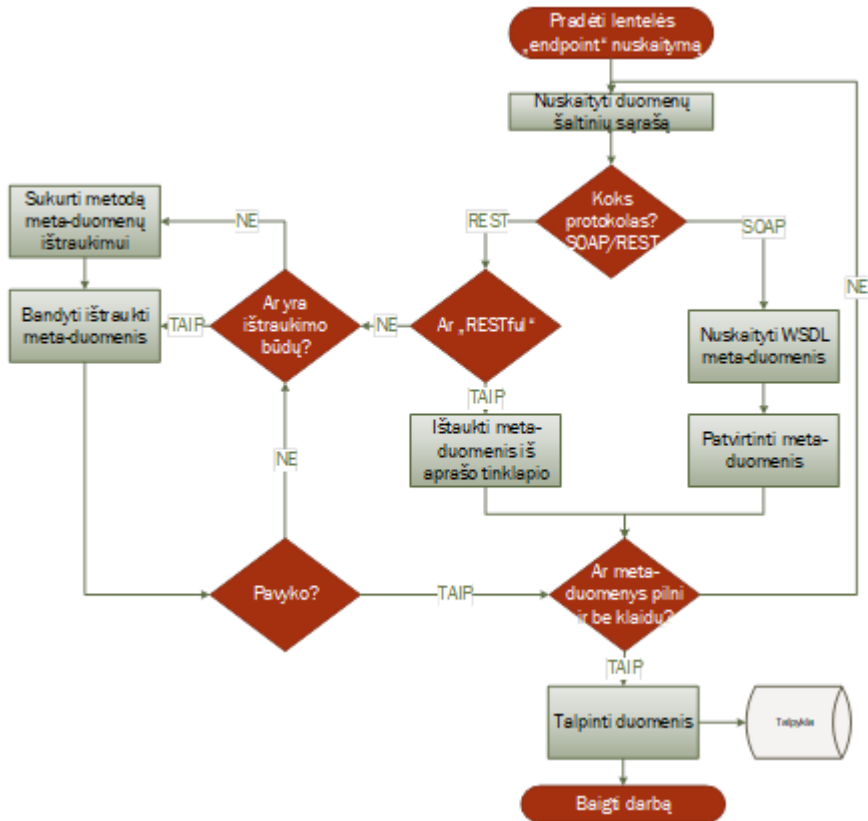 Pradėti lentelės
„endpoint“ nuskaitymą
Nuskaityti duomenų
šaltinių sąrašą
Koks
protokolas?
SOAP/REST
REST
SOAP
Sukurti metodą
meta-duomenų
ištraukimui
NE
NE
Bandyti ištraukti
meta-duomenis
TAIP
Ar yra
ištraukimo
būdų?
NE
Ar „RESTful“
Nuskaityti WSDL
meta-duomenis
TAIP
Ištaukti meta-
duomenis iš
aprašo tinklapio
Patvirtinti meta-
duomenis
NE
Pavyko?
TAIP
Ar meta-
duomenys pilni
ir be klaidų?
TAIP
Talpinti duomenis
Talpykla
Baigti darbą